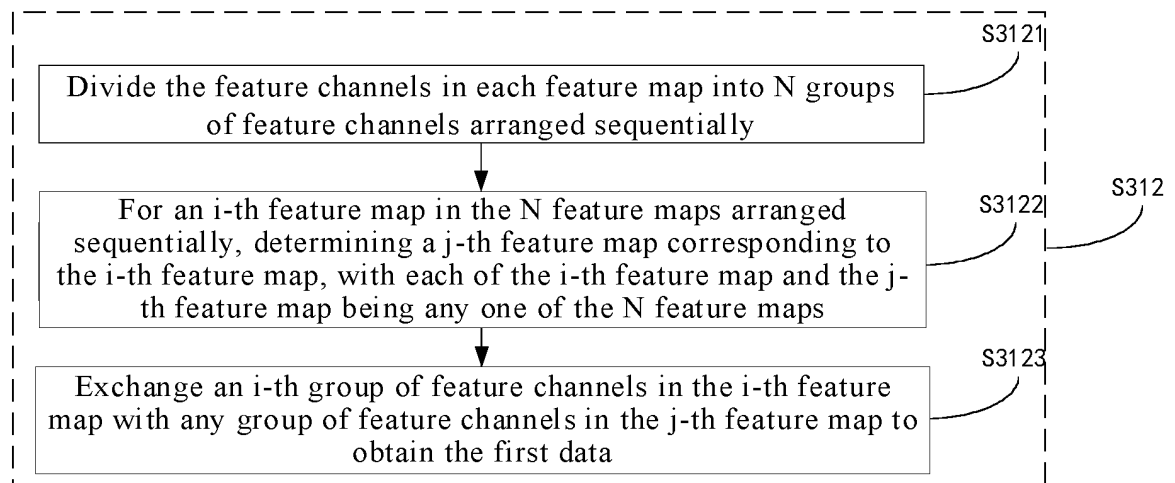 S3121
Divide the feature channels in each feature map into N groups
of feature channels arranged sequentially
S3122
For an i-th feature map in the N feature maps arranged
sequentially, determining a j-th feature map corresponding to
the i-th feature map, with each of the i-th feature map and the j-
th feature map being any one of the N feature maps
S312
S3123
Exchange an i-th group of feature channels in the i-th feature
map with any group of feature channels in the j-th feature map to
obtain the first data